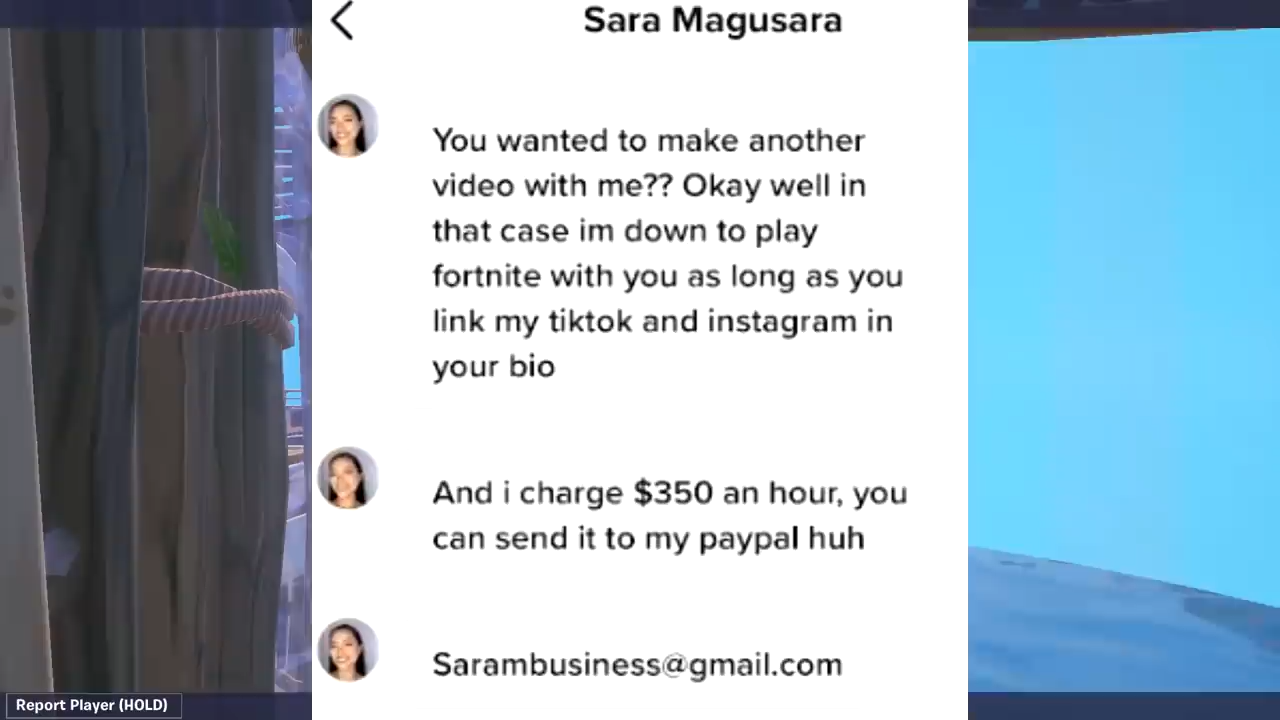 Sara Magusara
You wanted to make another
video with me?? Okay well in
that case im down to play
fortnite with you as long as you
link my tiktok and instagram in
your bio
And i charge $350 an hour, you
can send it to my paypal huh
Sarambusiness@gmail.com
Report Player (HOLD)